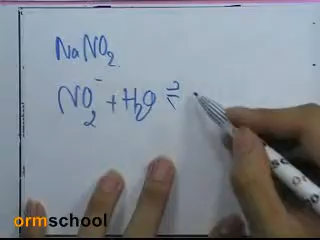 NaNO₂
NO₂⁻ + H₂O ⇌
ormschool